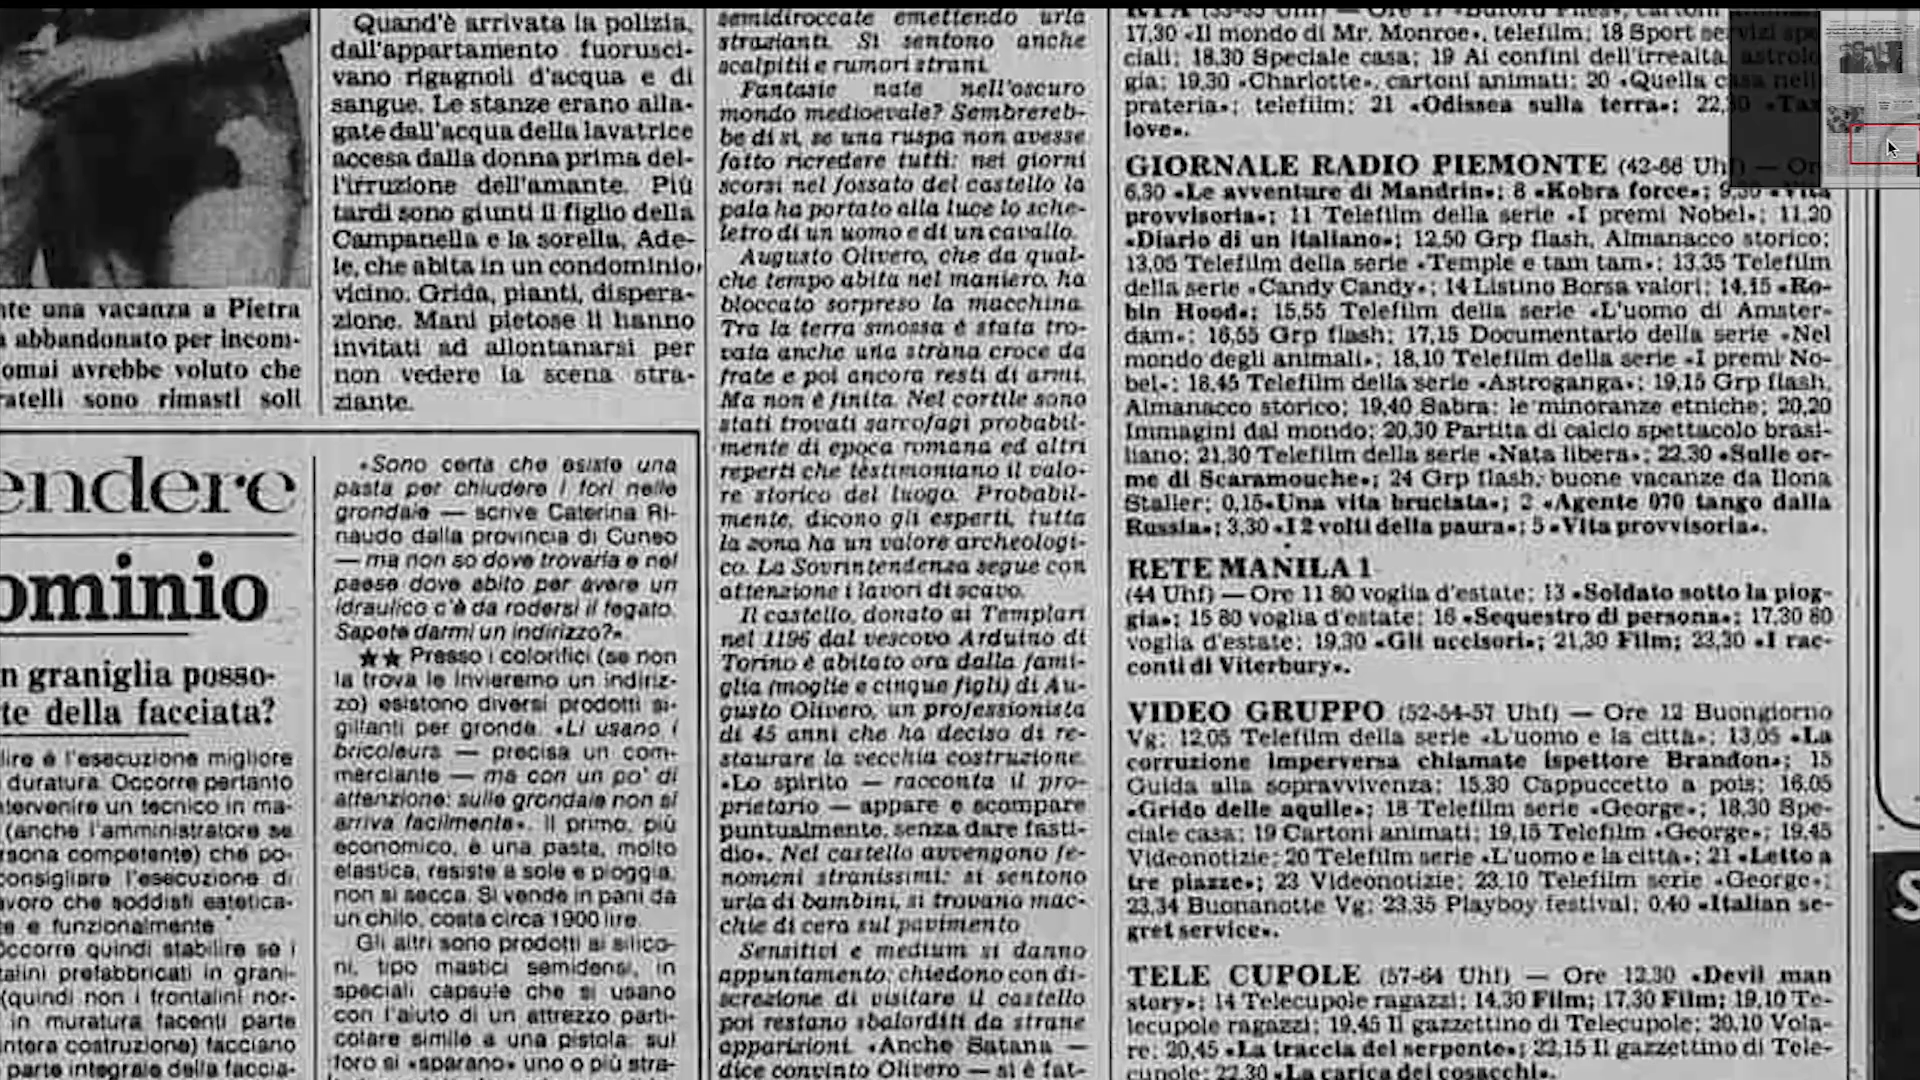 nte una vacanza a Pietra
a abbandonato per incom-
omai avrebbe voluto che
ratelli sono rimasti soli
Quand'è arrivata la polizia,
dall'appartamento fuorusci-
vano rigagnoli d'acqua e di
sangue. Le stanze erano alla-
gate dall'acqua della lavatrice
accesa dalla donna prima del-
l'irruzione dell'amante. Più
tardi sono giunti il figlio della
Campanella e la sorella, Ade-
le, che abita in un condominio
vicino. Grida, pianti, dispera-
zione. Mani pietose li hanno
invitati ad allontanarsi per
non vedere la scena stra-
ziante.
endere
ominio
n graniglia posso-
te della facciata?
lire è l'esecuzione migliore
duratura. Occorre pertanto
ntervenire un tecnico in ma-
(anche l'amministratore se
rsona competente) che po-
consigliare l'esecuzione di
avoro che soddisfi estetica-
te e funzionalmente
occorre quindi stabilire se i
talini prefabbricati in grani-
(quindi non i frontalini nor-
in muratura facenti parte
intera costruzione) facciano
parte integrale della faccia-
«Sono certa che esiste una
pasta per chiudere i fori nelle
grondaie — scrive Caterina Ri-
naudo dalla provincia di Cuneo
— ma non so dove trovarla e nel
paese dove abito per avere un
idraulico c'è da rodersi il fegato.
Sapete darmi un indirizzo?»
★★ Presso i colorifici (se non
la trova le invieremo un indiriz-
zo) esistono diversi prodotti si-
gillanti per gronde. «Li usano i
bricoleurs — precisa un com-
merciante — ma con un po' di
attenzione: sulle grondaie non si
arriva facilmente». Il primo, più
economico, è una pasta, molto
elastica, resiste a sole e pioggia,
non si secca. Si vende in pani da
un chilo, costa circa 1900 lire.
Gli altri sono prodotti ai silico-
ni, tipo mastici semidensi, in
speciali capsule che si usano
con l'aiuto di un attrezzo parti-
colare simile a una pistola: sul
foro si «sparano» uno o più stra-
semidiroccate emettendo urla
strazianti. Si sentono anche
scalpitii e rumori strani.
Fantasie nate nell'oscuro
mondo medioevale? Sembrereb-
be di sì, se una ruspa non avesse
fatto ricredere tutti: nei giorni
scorsi nel fossato del castello la
pala ha portato alla luce lo sche-
letro di un uomo e di un cavallo.
Augusto Olivero, che da qual-
che tempo abita nel maniero, ha
bloccato sorpreso la macchina.
Tra la terra smossa è stata tro-
vata anche una strana croce da
frate e poi ancora resti di armi.
Ma non è finita. Nel cortile sono
stati trovati sarcofagi probabil-
mente di epoca romana ed altri
reperti che testimoniano il valo-
re storico del luogo. Probabil-
mente, dicono gli esperti, tutta
la zona ha un valore archeologi-
co. La Sovrintendenza segue con
attenzione i lavori di scavo.
Il castello, donato ai Templari
nel 1196 dal vescovo Arduino di
Torino è abitato ora dalla fami-
glia (moglie e cinque figli) di Au-
gusto Olivero, un professionista
di 45 anni che ha deciso di re-
staurare la vecchia costruzione.
«Lo spirito — racconta il pro-
prietario — appare e scompare
puntualmente, senza dare fasti-
dio». Nel castello avvengono fe-
nomeni stranissimi: si sentono
urla di bambini, si trovano mac-
chie di cera sul pavimento
Sensitivi e medium si danno
appuntamento: chiedono con di-
screzione di visitare il castello
poi restano sbalorditi da strane
apparizioni. «Anche Satana —
dice convinto Olivero — si è fat-
17,30 «Il mondo di Mr. Monroe», telefilm; 18 Sport servizi spe-
ciali; 18,30 Speciale casa; 19 Ai confini dell'irrealtà, astrolo-
gia; 19,30 «Charlotte», cartoni animati; 20 «Quella casa nella
prateria»; telefilm; 21 «Odissea sulla terra»; 22,30 «Tax
love».
GIORNALE RADIO PIEMONTE (42-66 Uhf) — Ore
6,30 «Le avventure di Mandrin»; 8 «Kobra force»; 9,30 «Vita
provvisoria»; 11 Telefilm della serie «I premi Nobel»; 11,20
«Diario di un italiano»; 12,50 Grp flash, Almanacco storico;
13,05 Telefilm della serie «Temple e tam tam»; 13,35 Telefilm
della serie «Candy Candy»; 14 Listino Borsa valori; 14,15 «Ro-
bin Hood»; 15,55 Telefilm della serie «L'uomo di Amster-
dam»; 16,55 Grp flash; 17,15 Documentario della serie «Nel
mondo degli animali»; 18,10 Telefilm della serie «I premi No-
bel»; 18,45 Telefilm della serie «Astroganga»; 19,15 Grp flash,
Almanacco storico; 19,40 Sabra: le minoranze etniche; 20,20
Immagini dal mondo; 20,30 Partita di calcio spettacolo brasi-
liano; 21,30 Telefilm della serie «Nata libera»; 22,30 «Sulle or-
me di Scaramouche»; 24 Grp flash, buone vacanze da Ilona
Staller; 0,15 «Una vita bruciata»; 2 «Agente 070 tango dalla
Russia»; 3,30 «I 2 volti della paura»; 5 «Vita provvisoria».
RETE MANILA 1
(44 Uhf) — Ore 11 80 voglia d'estate; 13 «Soldato sotto la piog-
gia»; 15 80 voglia d'estate; 16 «Sequestro di persona»; 17,30 80
voglia d'estate; 19,30 «Gli uccisori»; 21,30 Film; 23,30 «I rac-
conti di Viterbury».
VIDEO GRUPPO (52-54-57 Uhf) — Ore 12 Buongiorno
Vg; 12,05 Telefilm della serie «L'uomo e la città»; 13,05 «La
corruzione imperversa chiamate ispettore Brandon»; 15
Guida alla sopravvivenza; 15,30 Cappuccetto a pois; 16,05
«Grido delle aquile»; 18 Telefilm serie «George»; 18,30 Spe-
ciale casa; 19 Cartoni animati; 19,15 Telefilm «George»; 19,45
Videonotizie; 20 Telefilm serie «L'uomo e la città»; 21 «Letto a
tre piazze»; 23 Videonotizie; 23,10 Telefilm serie «George»;
23,34 Buonanotte Vg; 23,35 Playboy festival; 0,40 «Italian se-
gret service».
TELE CUPOLE (57-64 Uhf) — Ore 12,30 «Devil man
story»; 14 Telecupole ragazzi; 14,30 Film; 17,30 Film; 19,10 Te-
lecupole ragazzi; 19,45 Il gazzettino di Telecupole; 20,10 Vola-
re; 20,45 «La traccia del serpente»; 22,15 Il gazzettino di Tele-
cupole; 22,30 «La carica dei cosacchi».
S